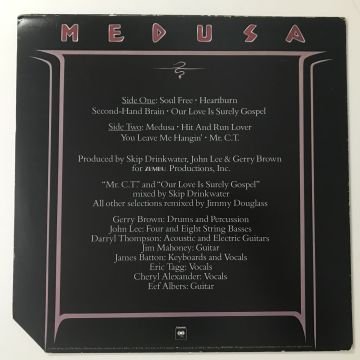 MEDUSA
Side One: Soul Free • Heartburn
Second-Hand Brain • Our Love Is Surely Gospel
Side Two: Medusa • Hit And Run Lover
You Leave Me Hangin' • Mr. C.T.
Produced by Skip Drinkwater, John Lee & Gerry Brown
for ZEMBU Productions, Inc.
"Mr. C.T." and "Our Love Is Surely Gospel"
mixed by Skip Drinkwater
All other selections remixed by Jimmy Douglass
Gerry Brown: Drums and Percussion
John Lee: Four and Eight String Basses
Darryl Thompson: Acoustic and Electric Guitars
Jim Mahoney: Guitar
James Batton: Keyboards and Vocals
Eric Tagg: Vocals
Cheryl Alexander: Vocals
Eef Albers: Guitar